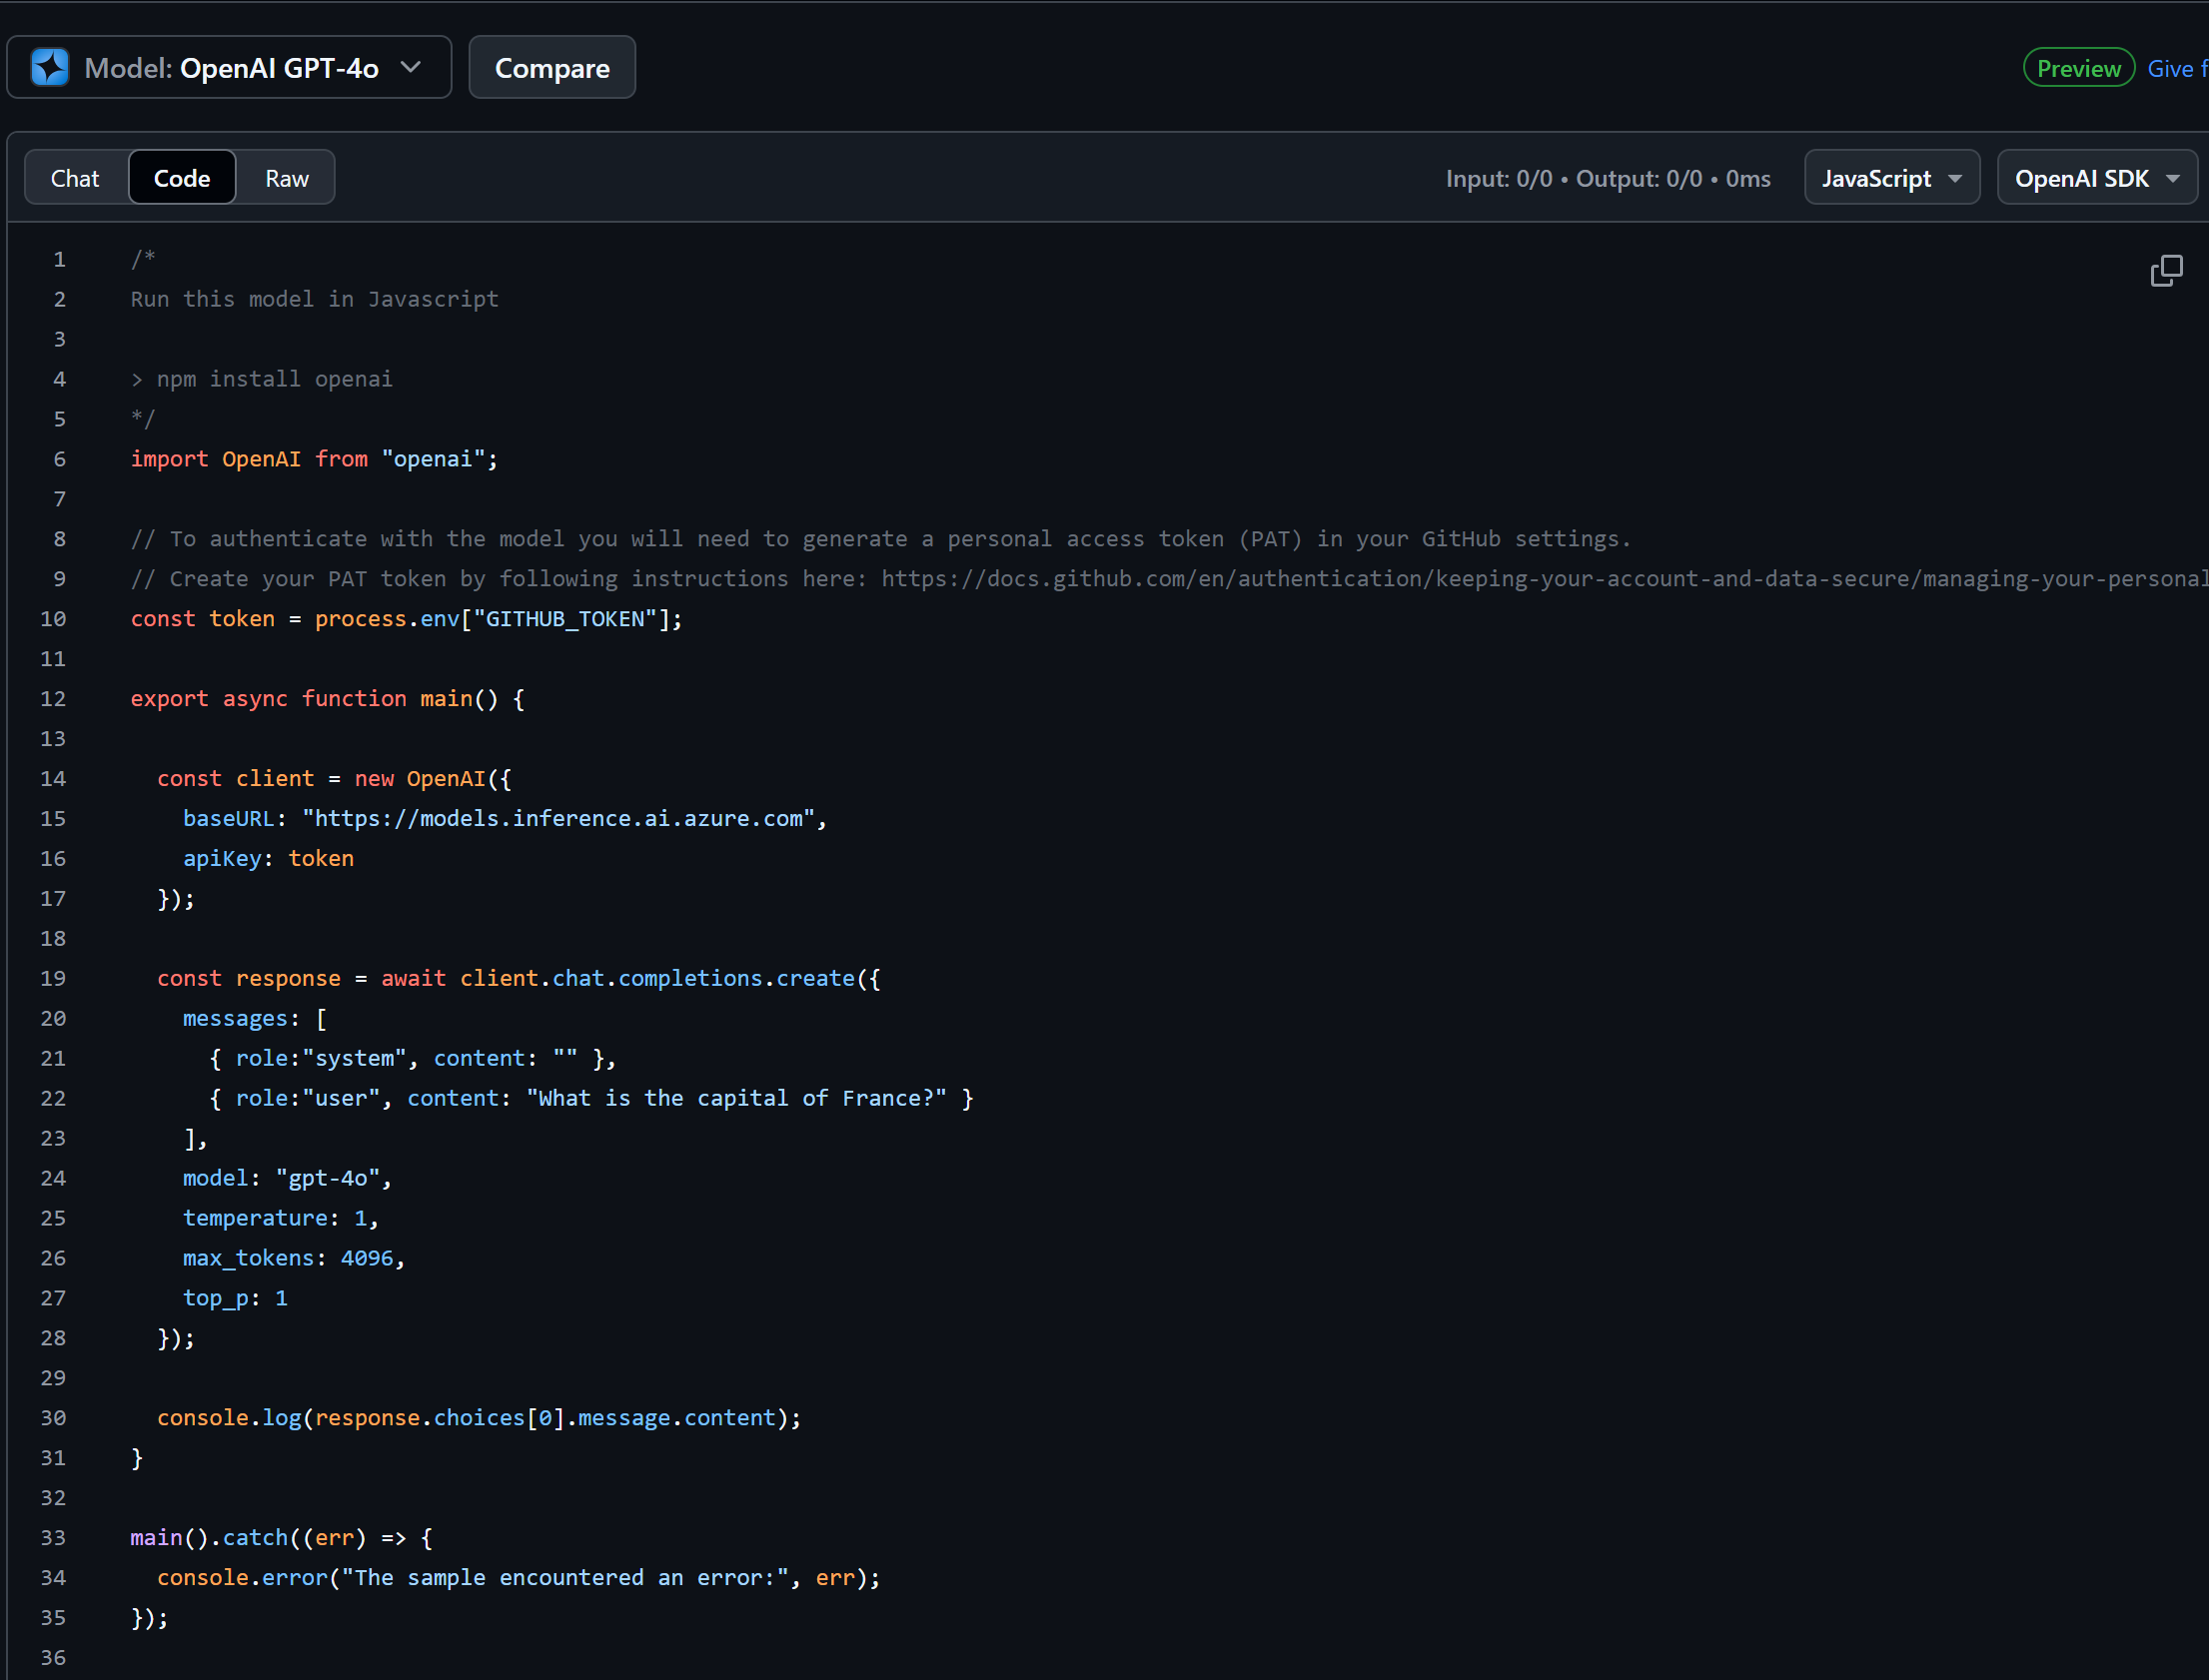 Model: OpenAI GPT-4o Compare Preview Give f
Chat Code Raw Input: 0/0 • Output: 0/0 • 0ms JavaScript OpenAI SDK
1 /*
2 Run this model in Javascript
3
4 > npm install openai
5 */
6 import OpenAI from "openai";
7
8 // To authenticate with the model you will need to generate a personal access token (PAT) in your GitHub settings.
9 // Create your PAT token by following instructions here: https://docs.github.com/en/authentication/keeping-your-account-and-data-secure/managing-your-personal
10 const token = process.env["GITHUB_TOKEN"];
11
12 export async function main() {
13
14   const client = new OpenAI({
15     baseURL: "https://models.inference.ai.azure.com",
16     apiKey: token
17   });
18
19   const response = await client.chat.completions.create({
20     messages: [
21       { role:"system", content: "" },
22       { role:"user", content: "What is the capital of France?" }
23     ],
24     model: "gpt-4o",
25     temperature: 1,
26     max_tokens: 4096,
27     top_p: 1
28   });
29
30   console.log(response.choices[0].message.content);
31 }
32
33 main().catch((err) => {
34   console.error("The sample encountered an error:", err);
35 });
36